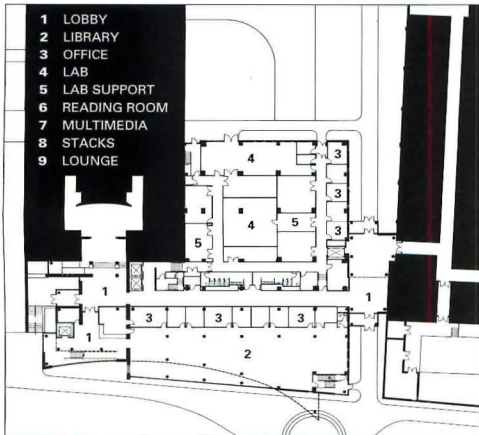 1 LOBBY
2 LIBRARY
3 OFFICE
4 LAB
5 LAB SUPPORT
6 READING ROOM
7 MULTIMEDIA
8 STACKS
9 LOUNGE
4
3
3
4
5
5
3
1
1
3
3
3
1
2